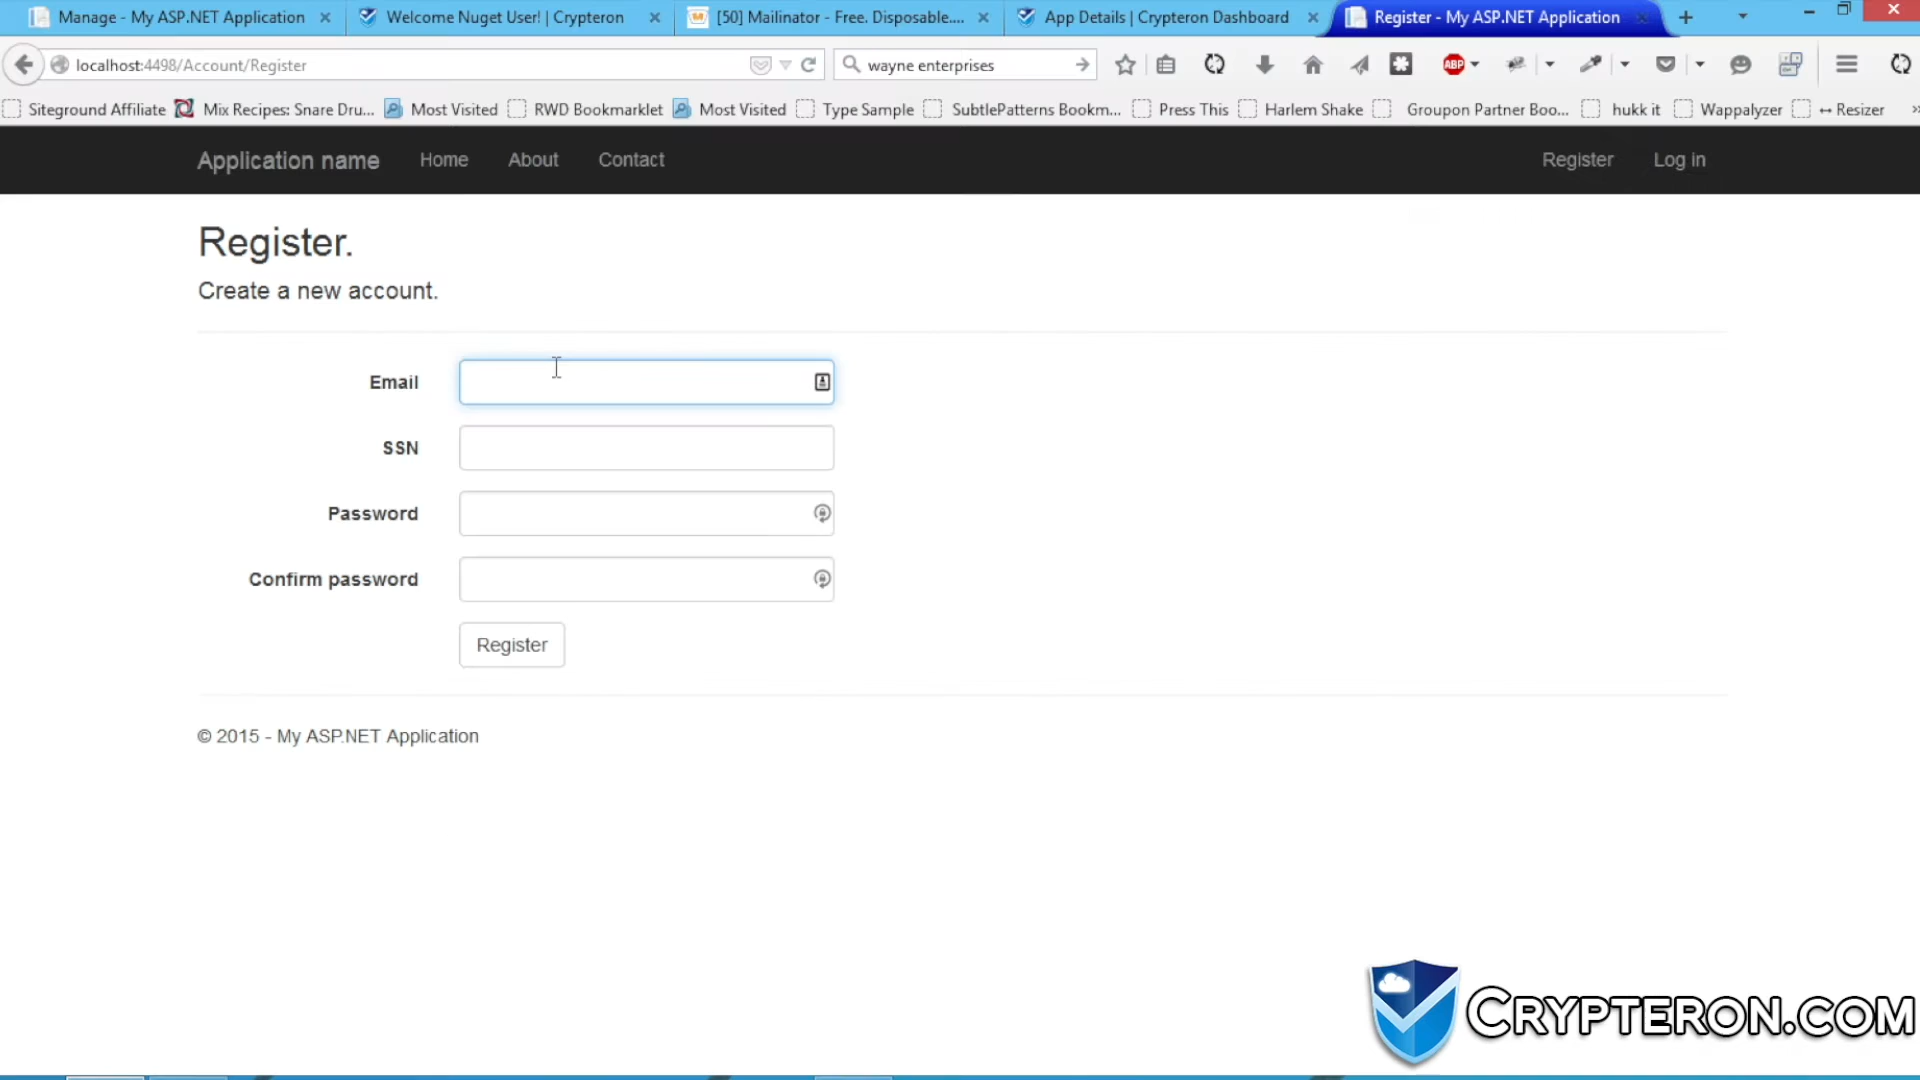 Manage - My ASP.NET Application
Welcome Nuget User! | Crypteron
[50] Mailinator - Free. Disposable....
App Details | Crypteron Dashboard
Register - My ASP.NET Application
localhost:4498/Account/Register
wayne enterprises
ABP
Siteground Affiliate
Mix Recipes: Snare Dru...
Most Visited
RWD Bookmarklet
Most Visited
Type Sample
SubtlePatterns Bookm...
Press This
Harlem Shake
Groupon Partner Boo...
hukk it
Wappalyzer
↔ Resizer
Application name
Home
About
Contact
Register
Log in
Register.
Create a new account.
Email
SSN
Password
Confirm password
Register
© 2015 - My ASP.NET Application
CRYPTERON.COM